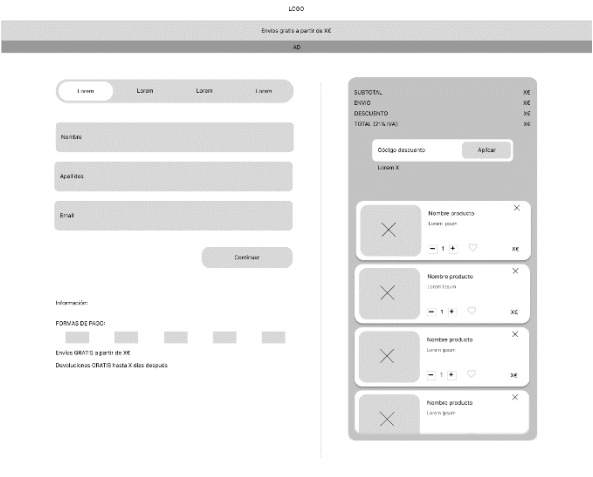 LOGO
Envíos gratis a partir de X€
AD
Lorem Lorem Lorem Lorem
Nombre
Apellidos
Email
Continuar
Información:
FORMAS DE PAGO:
Envíos GRATIS a partir de X€
Devoluciones GRATIS hasta X días después
SUBTOTAL X€
ENVIO X€
DESCUENTO X€
TOTAL (21% IVA) X€
Código descuento Aplicar
Lorem X
Nombre producto
Lorem ipsum
1 X€
Nombre producto
Lorem ipsum
1 X€
Nombre producto
Lorem ipsum
1 X€
Nombre producto
Lorem ipsum